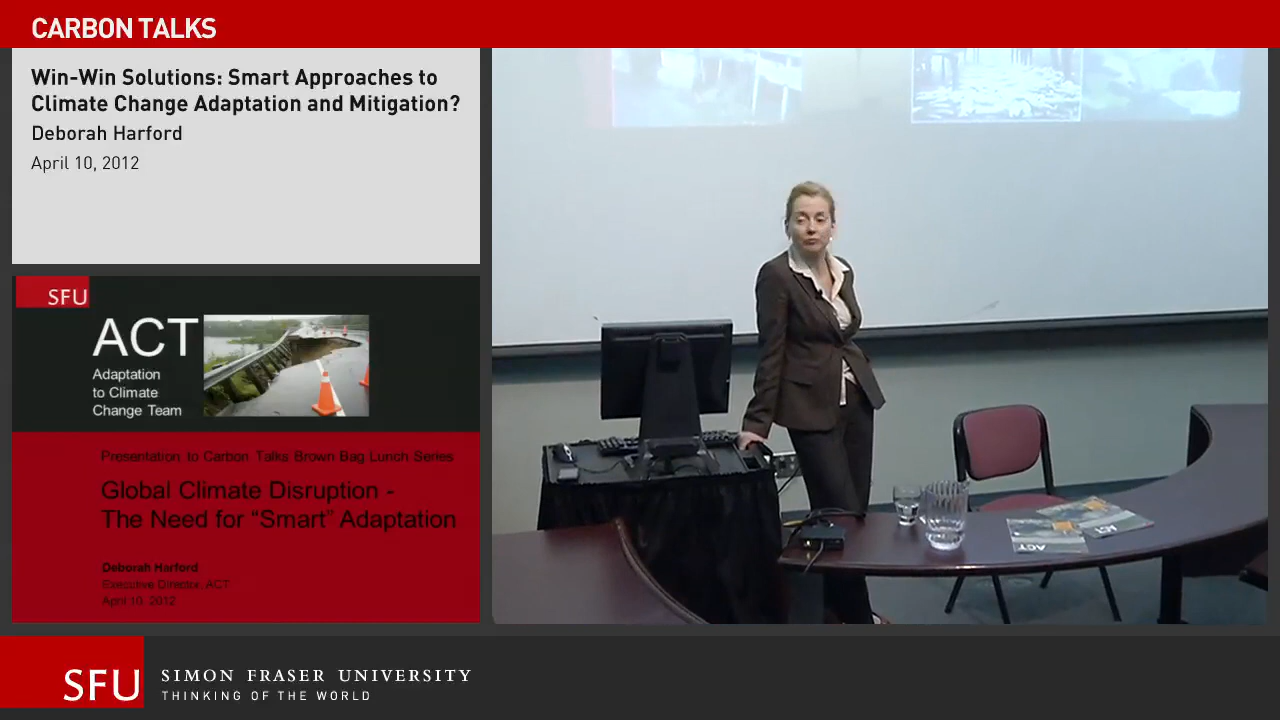 CARBON TALKS
Win-Win Solutions: Smart Approaches to
Climate Change Adaptation and Mitigation?
Deborah Harford
April 10, 2012
SFU
ACT
Adaptation
to Climate
Change Team
Presentation to Carbon Talks Brown Bag Lunch Series
Global Climate Disruption -
The Need for “Smart” Adaptation
Deborah Harford
Executive Director, ACT
April 10, 2012
ACT
ACT
SFU
SIMON FRASER UNIVERSITY
THINKING OF THE WORLD